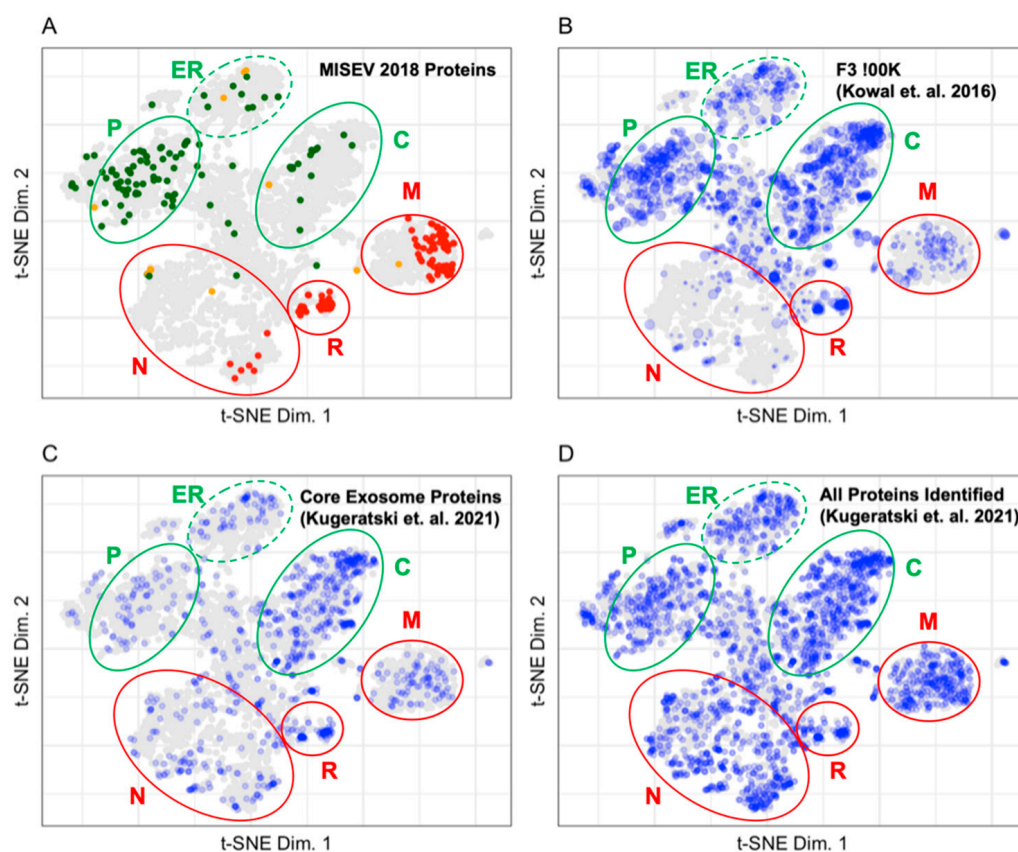 A
MISEV 2018 Proteins
ER
P
C
M
N
R
t-SNE Dim. 2
t-SNE Dim. 1
B
F3 !00K
(Kowal et. al. 2016)
ER
P
C
M
N
R
t-SNE Dim. 2
t-SNE Dim. 1
C
Core Exosome Proteins
(Kugeratski et. al. 2021)
ER
P
C
M
N
R
t-SNE Dim. 2
t-SNE Dim. 1
D
All Proteins Identified
(Kugeratski et. al. 2021)
ER
P
C
M
N
R
t-SNE Dim. 2
t-SNE Dim. 1